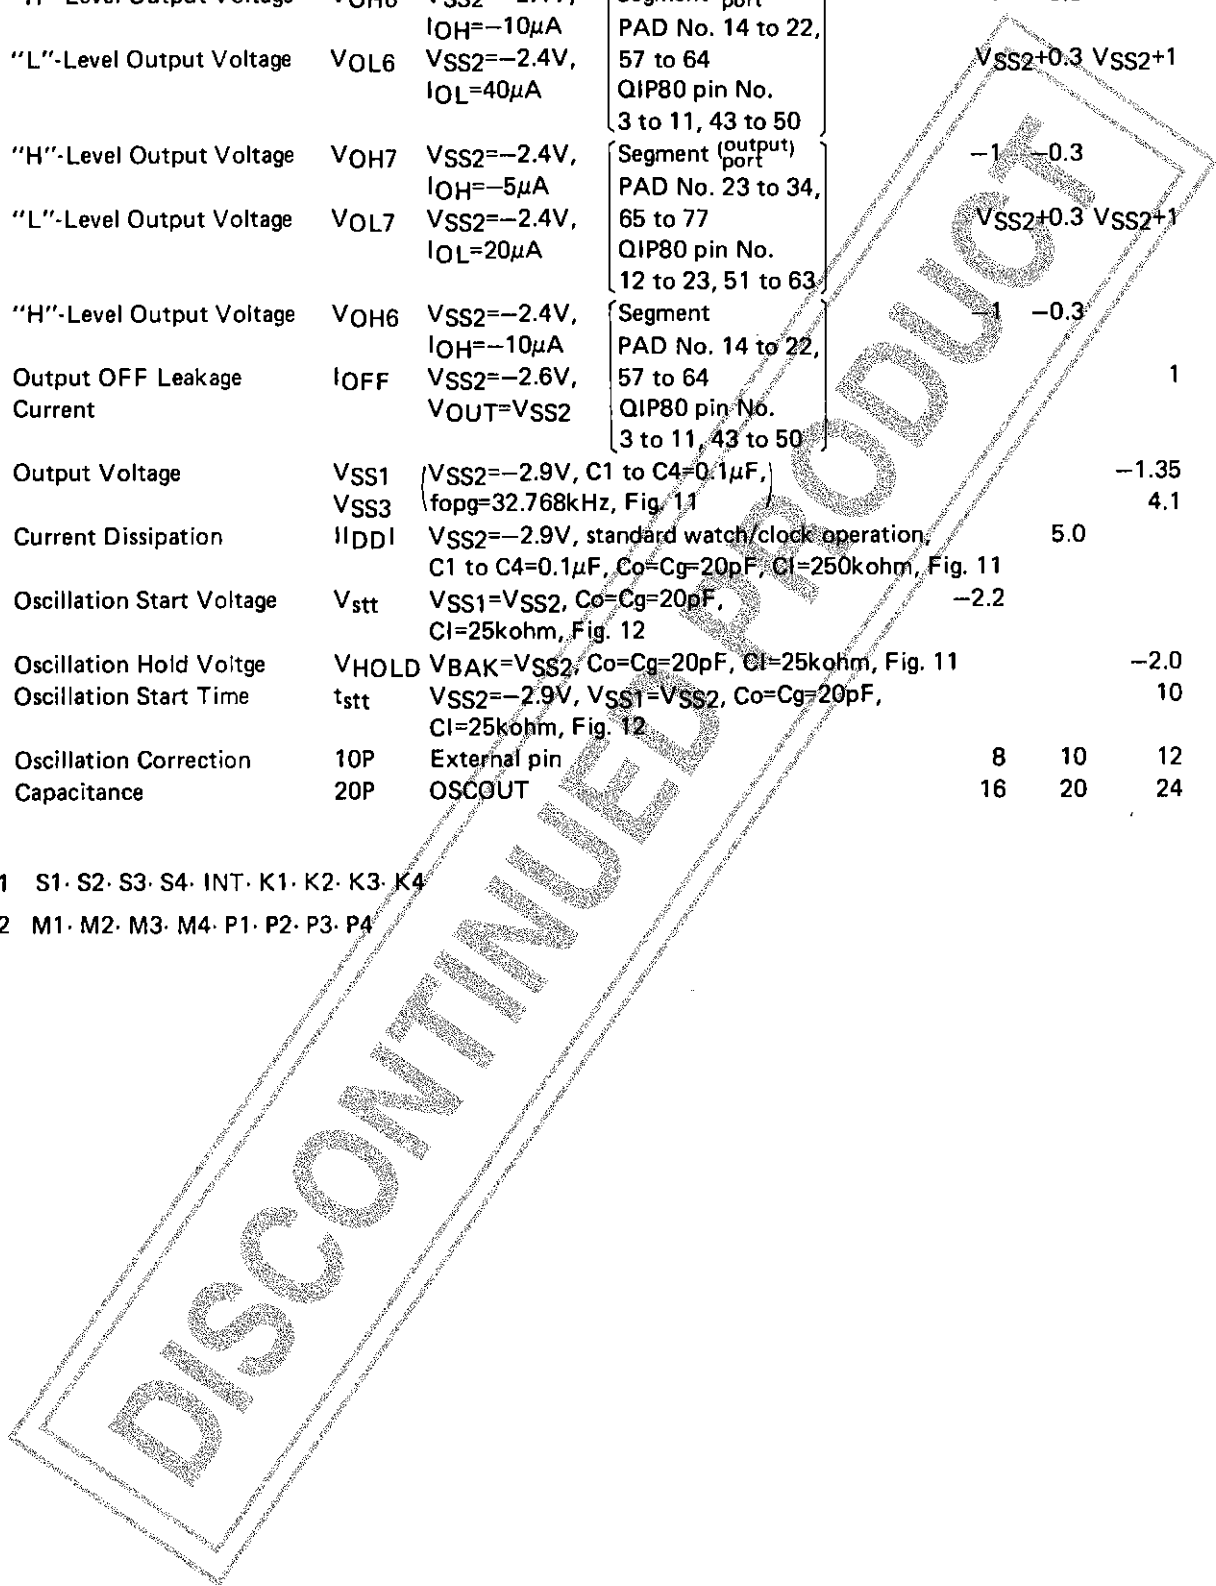 IOH=−10μA PAD No. 14 to 22,
"L"-Level Output Voltage VOL6 VSS2=−2.4V, 57 to 64 VSS2+0.3 VSS2+1
IOL=40μA QIP80 pin No.
3 to 11, 43 to 50
"H"-Level Output Voltage VOH7 VSS2=−2.4V, Segment (output port) −1 −0.3
IOH=−5μA PAD No. 23 to 34,
"L"-Level Output Voltage VOL7 VSS2=−2.4V, 65 to 77 VSS2+0.3 VSS2+1
IOL=20μA QIP80 pin No.
12 to 23, 51 to 63
"H"-Level Output Voltage VOH6 VSS2=−2.4V, Segment −1 −0.3
IOH=−10μA PAD No. 14 to 22,
Output OFF Leakage IOFF VSS2=−2.6V, 57 to 64 1
Current VOUT=VSS2 QIP80 pin No.
3 to 11, 43 to 50
Output Voltage VSS1 (VSS2=−2.9V, C1 to C4=0.1μF, −1.35
VSS3 fopg=32.768kHz, Fig. 11) 4.1
Current Dissipation |IDD| VSS2=−2.9V, standard watch/clock operation, 5.0
C1 to C4=0.1μF, Co=Cg=20pF, CI=250kohm, Fig. 11
Oscillation Start Voltage Vstt VSS1=VSS2, Co=Cg=20pF, −2.2
CI=25kohm, Fig. 12
Oscillation Hold Voltge VHOLD VBAK=VSS2, Co=Cg=20pF, CI=25kohm, Fig. 11 −2.0
Oscillation Start Time tstt VSS2=−2.9V, VSS1=VSS2, Co=Cg=20pF, 10
CI=25kohm, Fig. 12
Oscillation Correction 10P External pin 8 10 12
Capacitance 20P OSCOUT 16 20 24
1 S1· S2· S3· S4· INT· K1· K2· K3· K4
2 M1· M2· M3· M4· P1· P2· P3· P4
DISCONTINUED PRODUCT